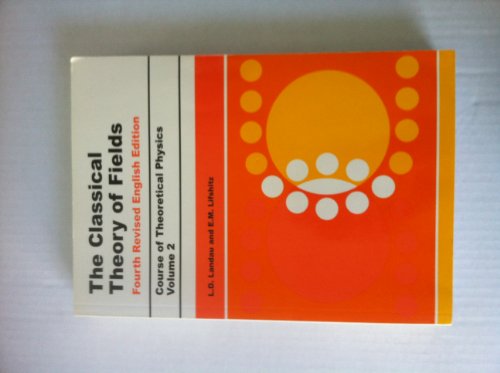 The Classical
Theory of Fields
Fourth Revised English Edition
Course of Theoretical Physics
Volume 2
L.D. Landau and E.M. Lifshitz